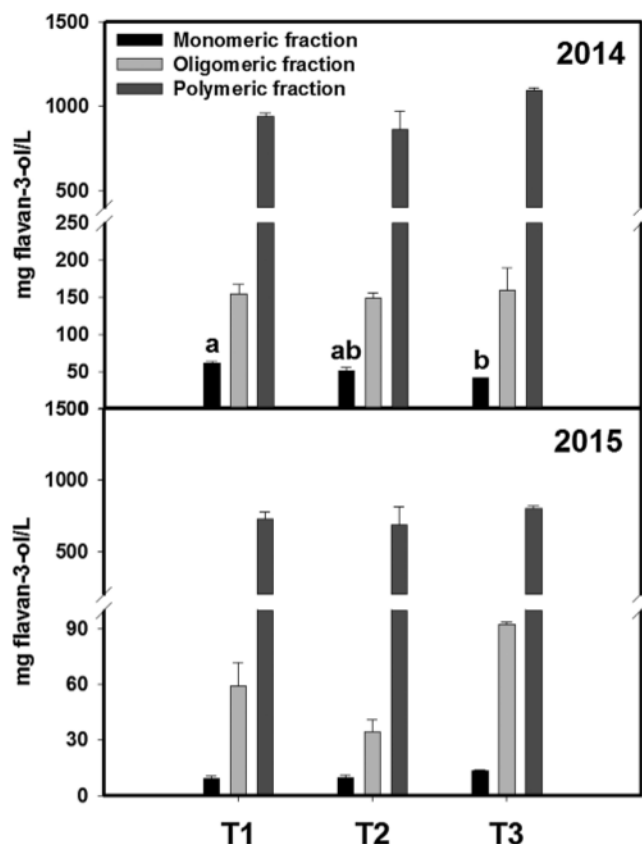 1500
Monomeric fraction
2014
Oligomeric fraction
Polymeric fraction
1000
500
250
200
150
100
50
mg flavan-3-ol/L
a
ab
b
1500
2015
1000
500
90
60
30
0
mg flavan-3-ol/L
T1 T2 T3